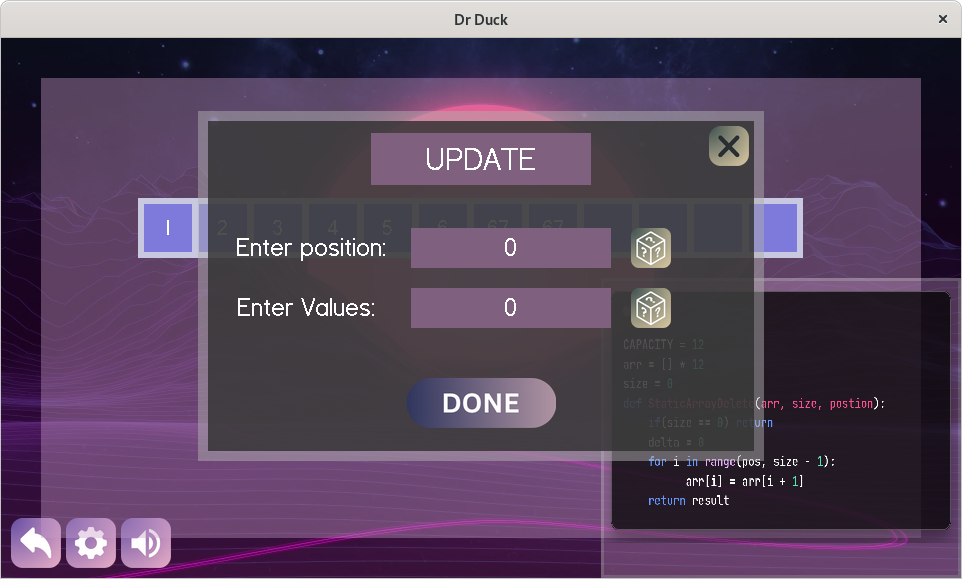 Dr Duck
UPDATE
1 2 3 4 5 6 67 67
Enter position: 0
Enter Values: 0
CAPACITY = 12
arr = [] * 12
size = 0
def StaticArrayDelete(arr, size, postion):
if(size == 0) return
delta = 0
for i in range(pos, size - 1):
arr[i] = arr[i + 1]
return result
DONE